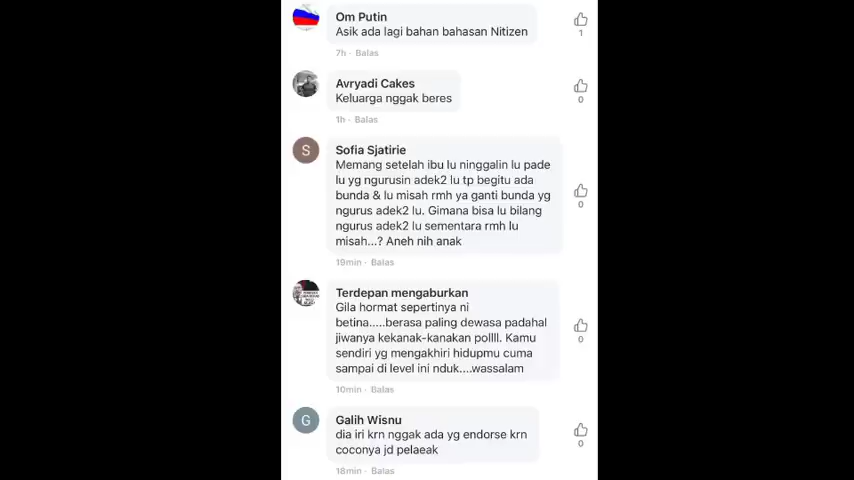 Om Putin
Asik ada lagi bahan bahasan Nitizen
1
7h · Balas
Avryadi Cakes
Keluarga nggak beres
0
1h · Balas
S
Sofia Sjatirie
Memang setelah ibu lu ninggalin lu pade
lu yg ngurusin adek2 lu tp begitu ada
bunda & lu misah rmh ya ganti bunda yg
ngurus adek2 lu. Gimana bisa lu bilang
ngurus adek2 lu sementara rmh lu
misah...? Aneh nih anak
0
19min · Balas
Terdepan mengaburkan
Gila hormat sepertinya ni
betina.....berasa paling dewasa padahal
jiwanya kekanak-kanakan pollll. Kamu
sendiri yg mengakhiri hidupmu cuma
sampai di level ini nduk....wassalam
0
10min · Balas
G
Galih Wisnu
dia iri krn nggak ada yg endorse krn
coconya jd pelaeak
0
18min · Balas